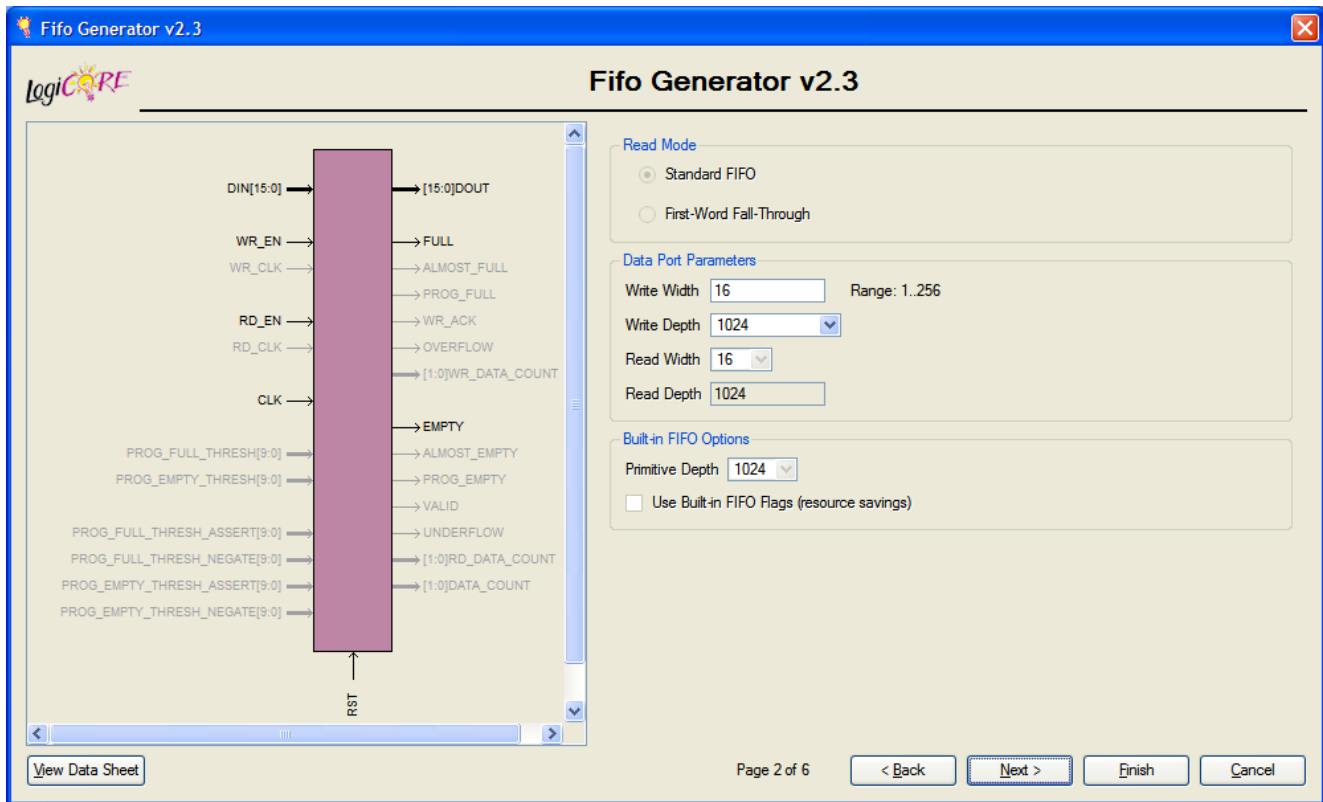 Fifo Generator v2.3
LogiCORE
Fifo Generator v2.3
DIN[15:0]
[15:0]DOUT
WR_EN
FULL
WR_CLK
ALMOST_FULL
PROG_FULL
RD_EN
WR_ACK
RD_CLK
OVERFLOW
[1:0]WR_DATA_COUNT
CLK
EMPTY
PROG_FULL_THRESH[9:0]
ALMOST_EMPTY
PROG_EMPTY_THRESH[9:0]
PROG_EMPTY
VALID
PROG_FULL_THRESH_ASSERT[9:0]
UNDERFLOW
PROG_FULL_THRESH_NEGATE[9:0]
[1:0]RD_DATA_COUNT
PROG_EMPTY_THRESH_ASSERT[9:0]
[1:0]DATA_COUNT
PROG_EMPTY_THRESH_NEGATE[9:0]
RST
Read Mode
Standard FIFO
First-Word Fall-Through
Data Port Parameters
Write Width 16 Range: 1..256
Write Depth 1024
Read Width 16
Read Depth 1024
Built-in FIFO Options
Primitive Depth 1024
Use Built-in FIFO Flags (resource savings)
View Data Sheet
Page 2 of 6
< Back
Next >
Finish
Cancel